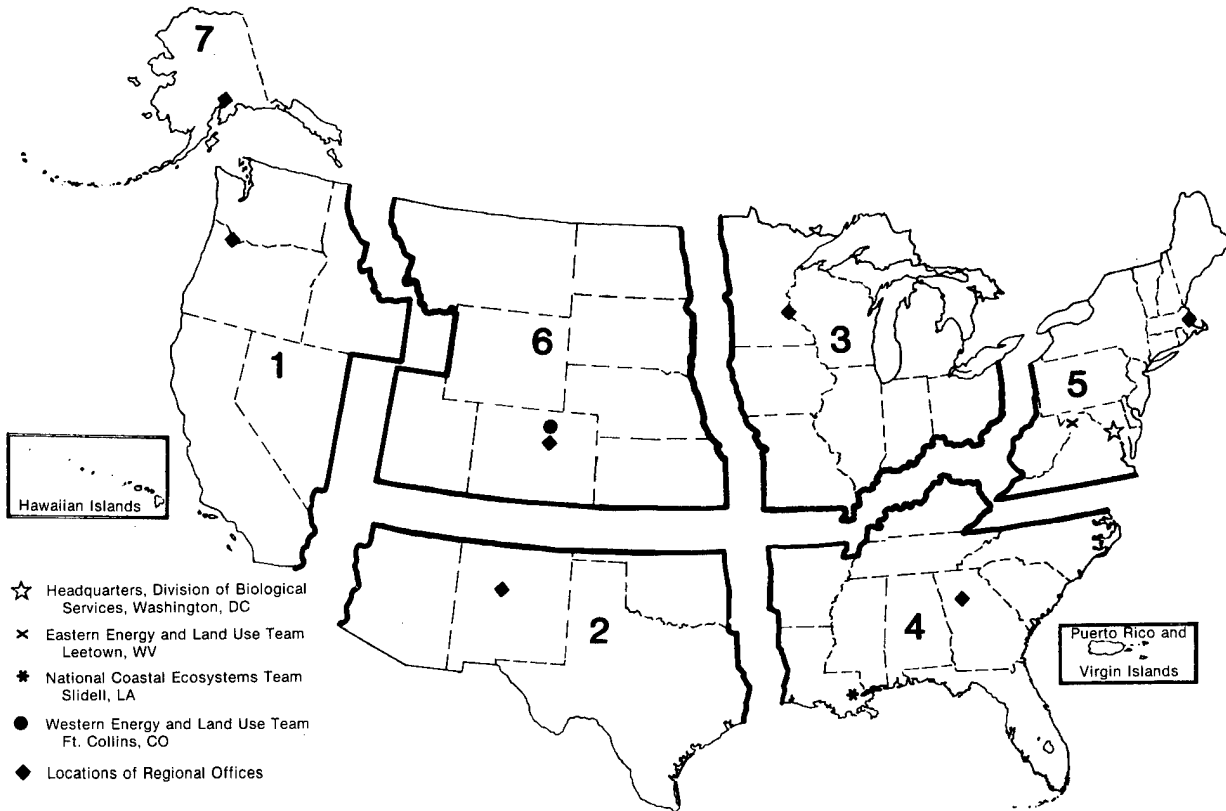 7
6
3
1
5
Hawaiian Islands
2
4
Puerto Rico and
Virgin Islands
Headquarters, Division of Biological
Services, Washington, DC
Eastern Energy and Land Use Team
Leetown, WV
National Coastal Ecosystems Team
Slidell, LA
Western Energy and Land Use Team
Ft. Collins, CO
Locations of Regional Offices